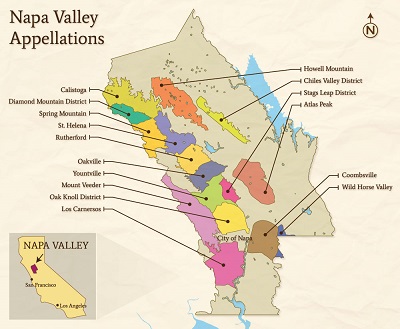 Napa Valley
Appellations
N
Howell Mountain
Chiles Valley District
Stags Leap District
Atlas Peak
Calistoga
Diamond Mountain District
Spring Mountain
St. Helena
Rutherford
Oakville
Yountville
Mount Veeder
Oak Knoll District
Los Carnersos
Coombsville
Wild Horse Valley
City of Napa
NAPA VALLEY
San Francisco
Los Angeles